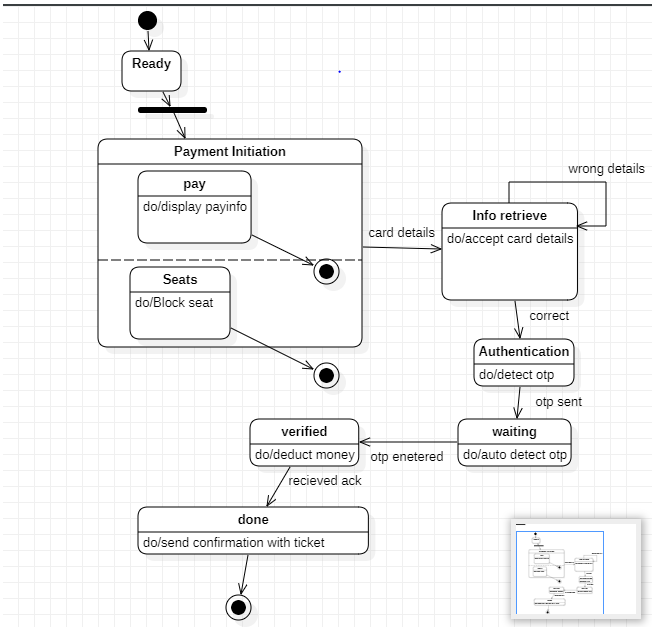 Ready
Payment Initiation
pay
do/display payinfo
Seats
do/Block seat
card details
wrong details
Info retrieve
do/accept card details
correct
Authentication
do/detect otp
otp sent
waiting
do/auto detect otp
otp enetered
verified
do/deduct money
recieved ack
done
do/send confirmation with ticket